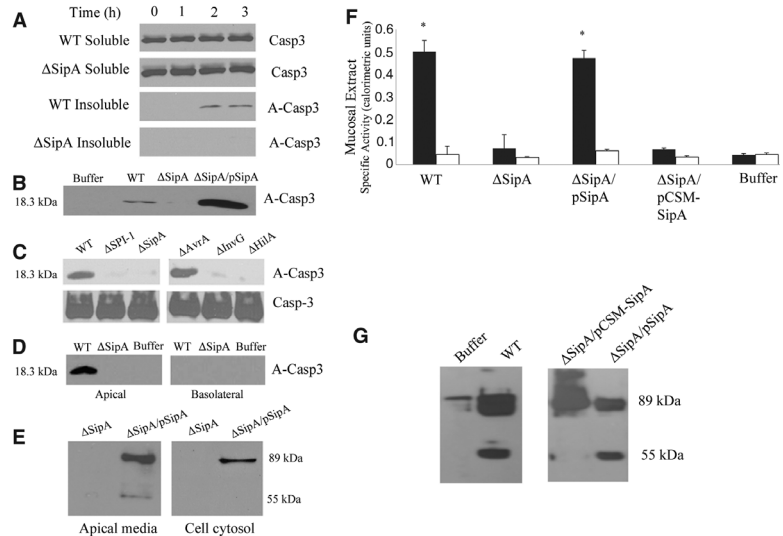 A
Time (h) 0 1 2 3
WT Soluble Casp3
ΔSipA Soluble Casp3
WT Insoluble A-Casp3
ΔSipA Insoluble A-Casp3
B
Buffer WT ΔSipA ΔSipA/pSipA
18.3 kDa A-Casp3
C
WT ΔSPI-1 ΔSipA ΔAvrA ΔInvG ΔHilA
18.3 kDa A-Casp3
Casp-3
D
WT ΔSipA Buffer WT ΔSipA Buffer
18.3 kDa A-Casp3
Apical Basolateral
E
ΔSipA ΔSipA/pSipA ΔSipA ΔSipA/pSipA
89 kDa
55 kDa
Apical media Cell cytosol
F
Mucosal Extract
Specific Activity (calorimetric units)
0.6
0.5
0.4
0.3
0.2
0.1
0
* *
WT ΔSipA ΔSipA/ ΔSipA/ Buffer
pSipA pCSM-
SipA
G
Buffer WT ΔSipA/pCSM-SipA ΔSipA/pSipA
89 kDa
55 kDa